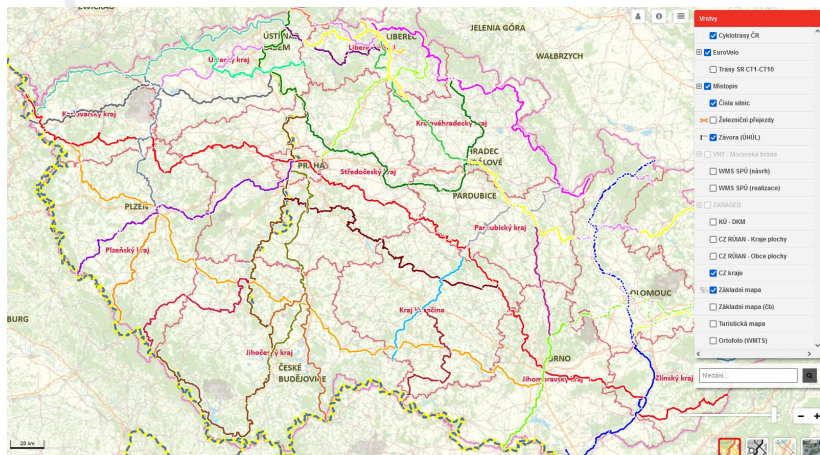 ZWICKAU
JELENIA GÓRA
WAŁBRZYCH
LIBEREC
ÚSTÍ NAD
LABEM
Karlovarský kraj
Královéhradecký kraj
HRADEC
KRÁLOVÉ
PRAHA
Středočeský kraj
PARDUBICE
PLZEŇ
Pardubický kraj
Plzeňský kraj
OLOMOUC
BURG
Kraj Vysočina
Jihočeský kraj
ČESKÉ
BUDĚJOVICE
BRNO
Jihomoravský kraj
Zlínský kraj
20 km
Vrstvy
Cyklotrasy ČR
EuroVelo
Trasy SR CT1-CT10
Místopis
Čísla silnic
Železniční přejezdy
Závora (ÚHÚL)
VRT - Moravská brána
WMS SPÚ (návrh)
WMS SPÚ (realizace)
ZABAGED
KÚ - DKM
CZ RÚIAN - Kraje plochy
CZ RÚIAN - Obce plochy
CZ kraje
Základní mapa
Základní mapa (čb)
Turistická mapa
Ortofoto (WMTS)
hledání...